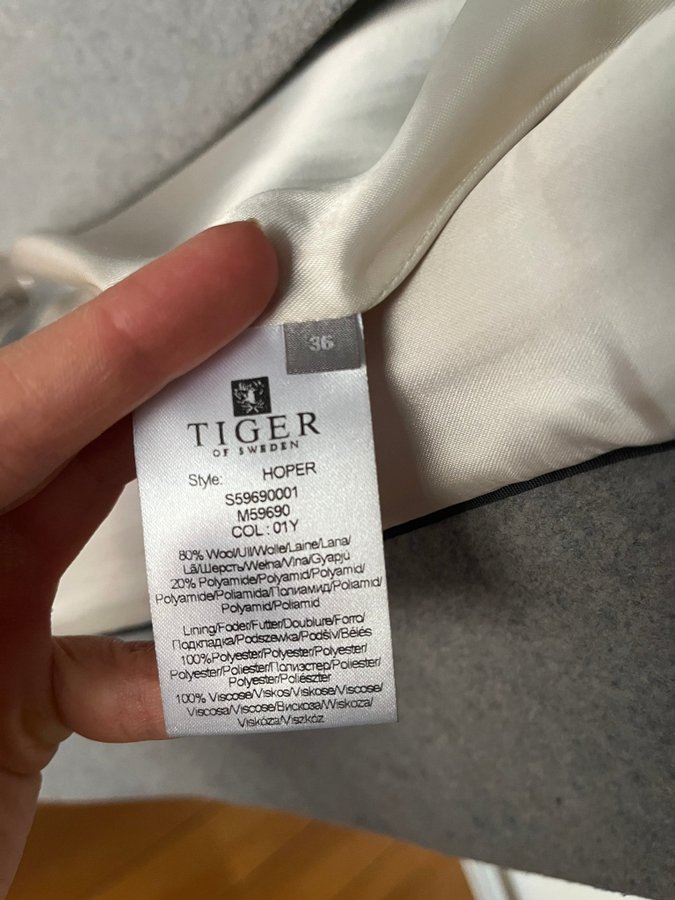 36
TIGER
OF SWEDEN
Style: HOPER
S59690001
M59690
COL : 01Y
80% Wool/Ull/Wolle/Laine/Lana/
Lã/Шерсть/Wełna/Vlna/Gyapjú
20% Polyamide/Polyamid/Polyamid/
Polyamide/Poliamida/Полиамид/Poliamid/
Polyamid/Poliamid
Lining/Foder/Futter/Doublure/Forro/
Подкладка/Podszewka/Podšív/Bélés
100%Polyester/Polyester/Polyester/
Polyester/Poliester/Полиэстер/Poliester/
Polyester/Poliészter
100% Viscose/Viskos/Viskose/Viscose/
Viscosa/Viscose/Вискоза/Wiskoza/
Viskóza/Viszkóz